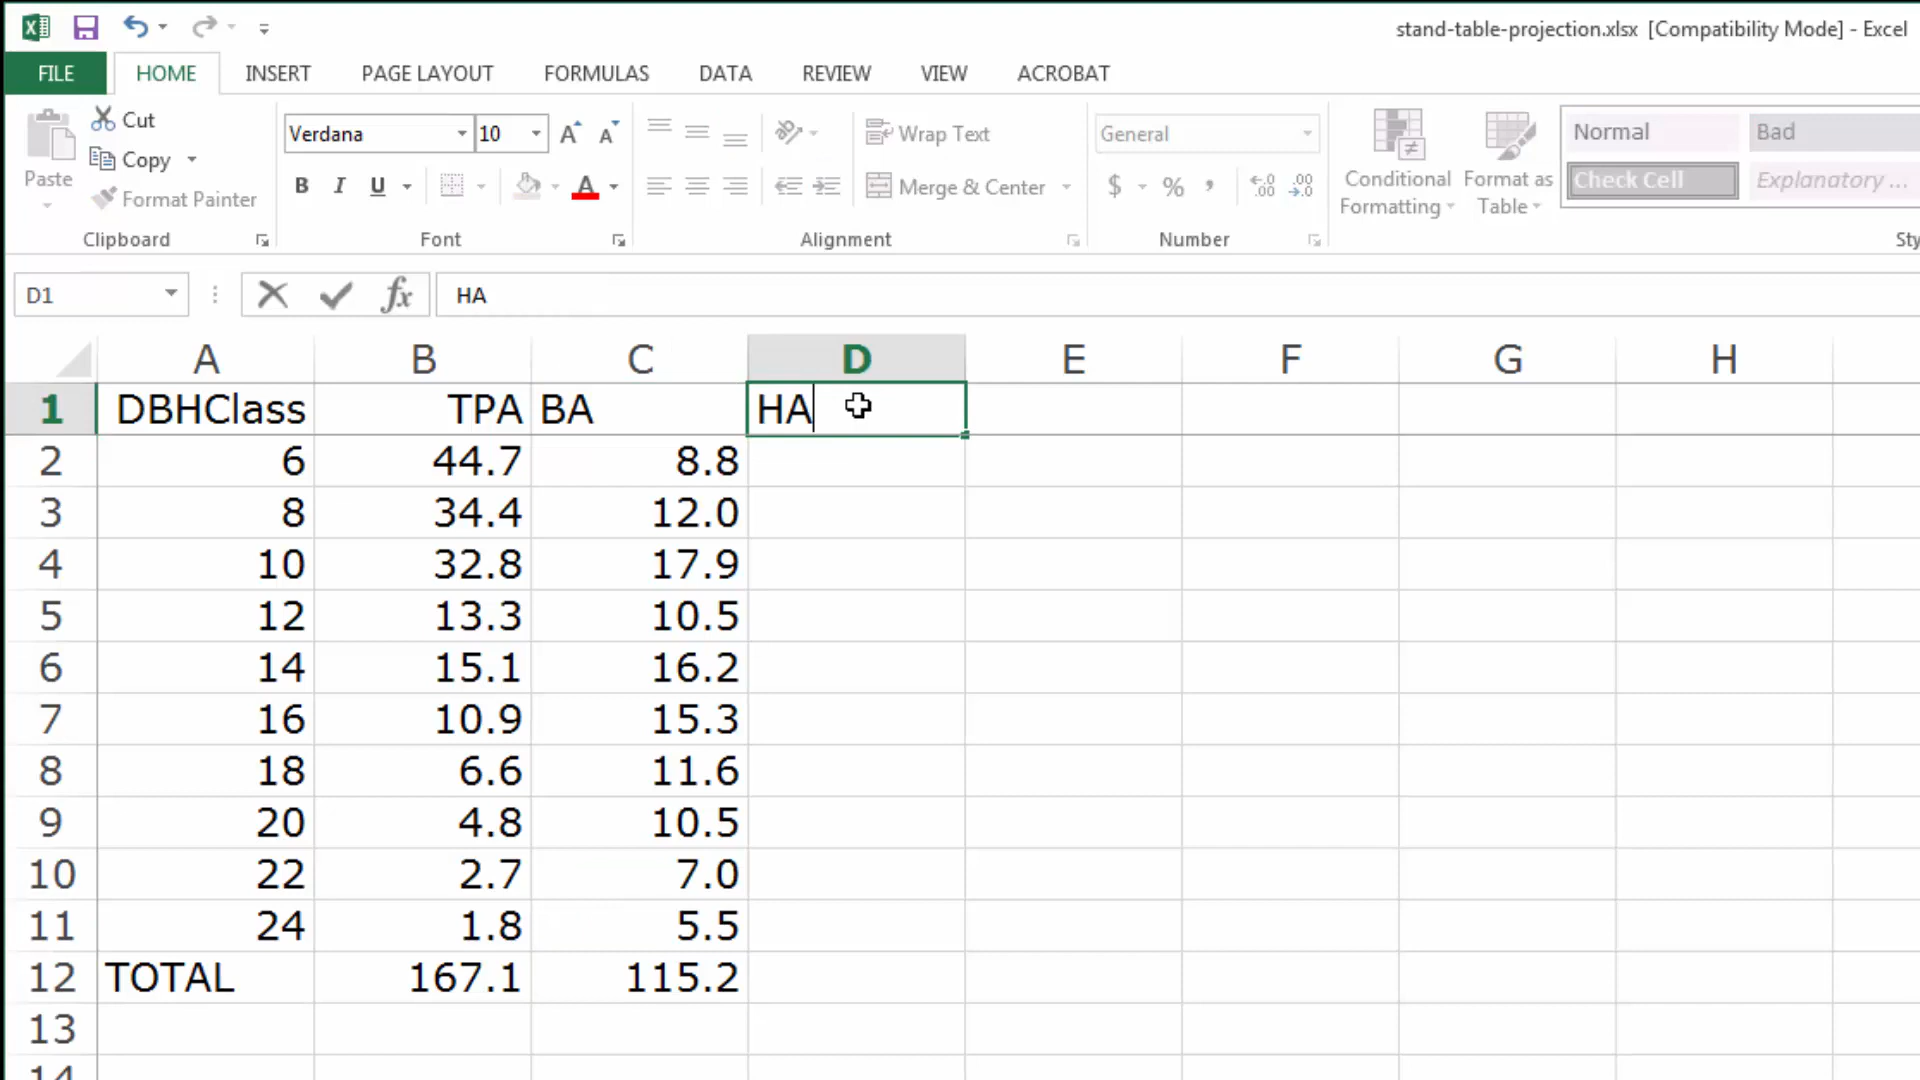 stand-table-projection.xlsx [Compatibility Mode] - Excel
FILE HOME INSERT PAGE LAYOUT FORMULAS DATA REVIEW VIEW ACROBAT
Paste
Cut
Copy
Format Painter
Clipboard
Verdana 10
B I U A
Font
Wrap Text
Merge & Center
Alignment
General
$ % ,
Number
Conditional Formatting
Format as Table
Normal Bad
Check Cell Explanatory ...
D1 fx HA
A B C D E F G H
1 DBHClass TPA BA HA
2 6 44.7 8.8
3 8 34.4 12.0
4 10 32.8 17.9
5 12 13.3 10.5
6 14 15.1 16.2
7 16 10.9 15.3
8 18 6.6 11.6
9 20 4.8 10.5
10 22 2.7 7.0
11 24 1.8 5.5
12 TOTAL 167.1 115.2
13
14